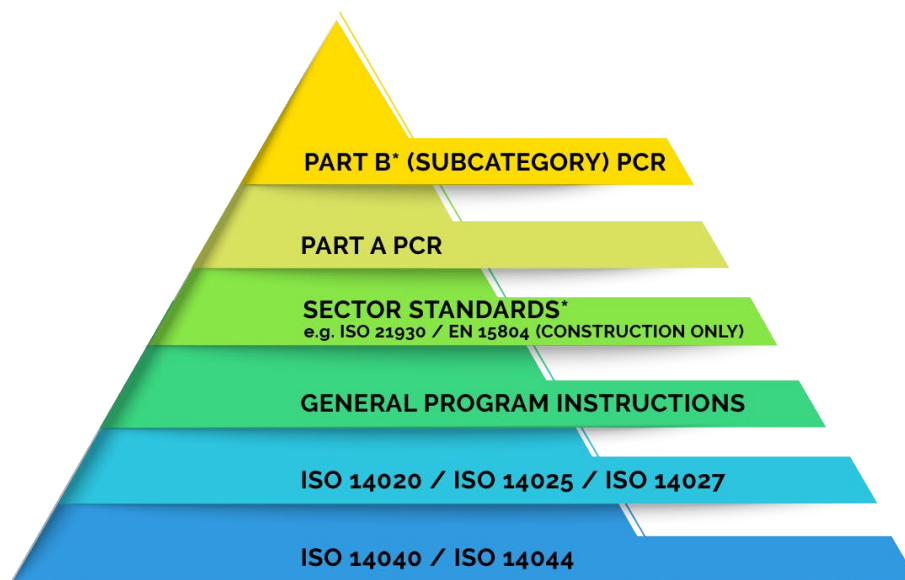 PART B* (SUBCATEGORY) PCR
PART A PCR
SECTOR STANDARDS*
e.g. ISO 21930 / EN 15804 (CONSTRUCTION ONLY)
GENERAL PROGRAM INSTRUCTIONS
ISO 14020 / ISO 14025 / ISO 14027
ISO 14040 / ISO 14044